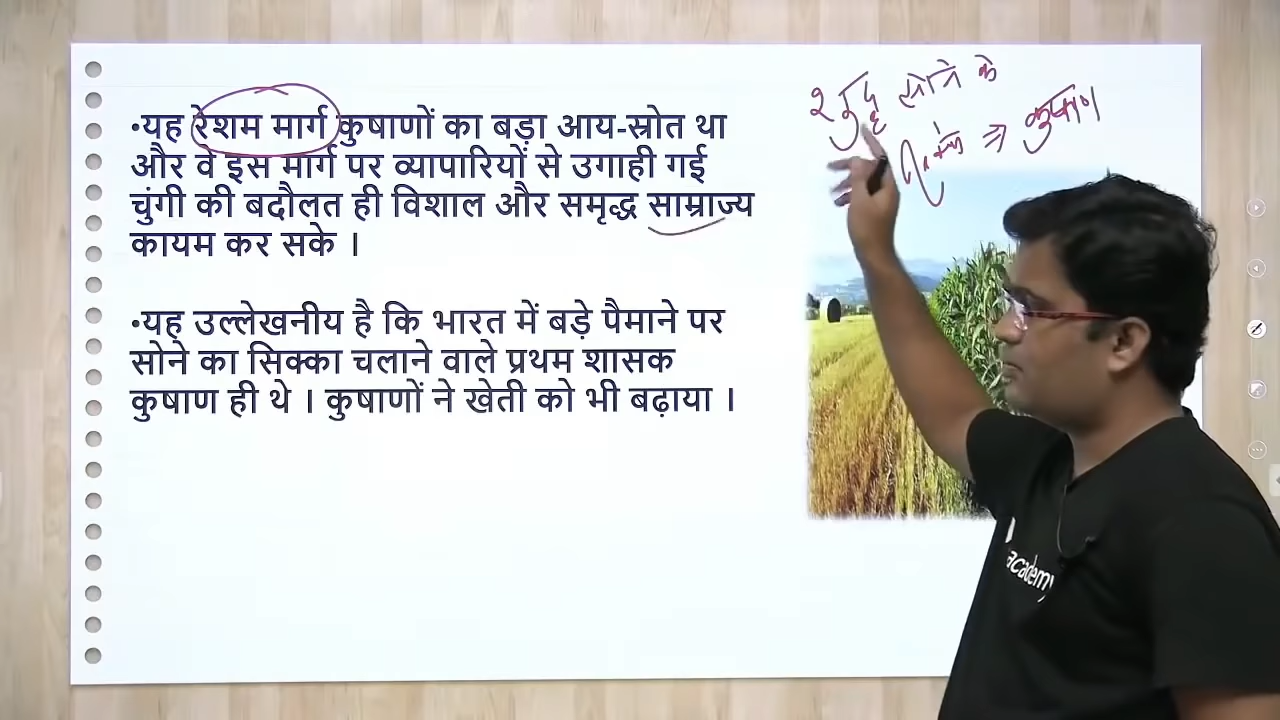 •यह रेशम मार्ग कुषाणों का बड़ा आय-स्रोत था
और वे इस मार्ग पर व्यापारियों से उगाही गई
चुंगी की बदौलत ही विशाल और समृद्ध साम्राज्य
कायम कर सके ।
•यह उल्लेखनीय है कि भारत में बड़े पैमाने पर
सोने का सिक्का चलाने वाले प्रथम शासक
कुषाण ही थे । कुषाणों ने खेती को भी बढ़ाया ।
शुद्ध सोने के
⇒ कुषाण
academy